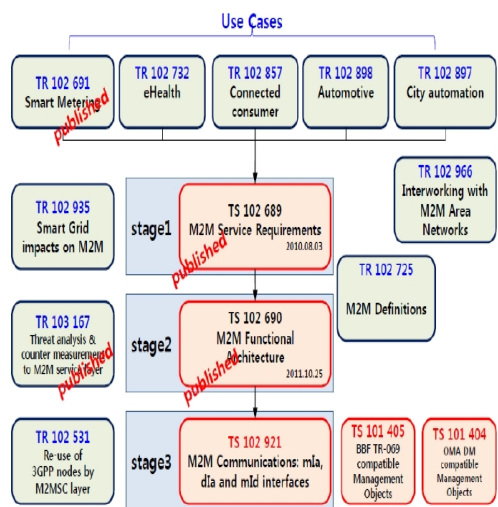 Use Cases
TR 102 691
Smart Metering
published
TR 102 732
eHealth
TR 102 857
Connected
consumer
TR 102 898
Automotive
TR 102 897
City automation
TR 102 966
Interworking with
M2M Area
Networks
TR 102 935
Smart Grid
impacts on M2M
stage1
TS 102 689
M2M Service Requirements
2010.08.03
published
TR 102 725
M2M Definitions
TR 103 167
Threat analysis &
counter measurement
to M2M service layer
published
stage2
TS 102 690
M2M Functional
Architecture
2011.10.25
published
TR 102 531
Re-use of
3GPP nodes by
M2MSC layer
stage3
TS 102 921
M2M Communications: mIa,
dIa and mId interfaces
TS 101 405
BBF TR-069
compatible
Management
Objects
TS 101 404
OMA DM
compatible
Management
Objects